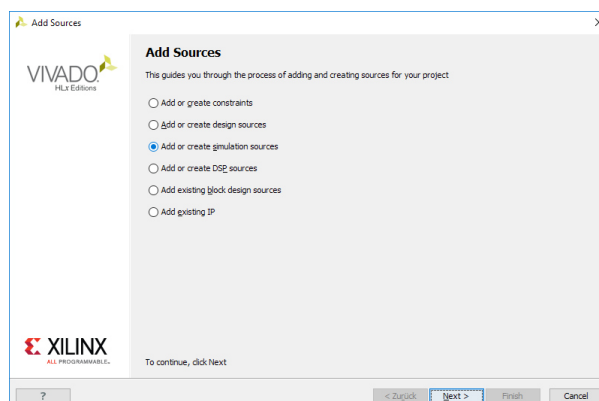 Add Sources
VIVADO.
HLx Editions
Add Sources
This guides you through the process of adding and creating sources for your project
Add or create constraints
Add or create design sources
Add or create simulation sources
Add or create DSP sources
Add existing block design sources
Add existing IP
XILINX
ALL PROGRAMMABLE.
To continue, click Next
?
< Zurück
Next >
Finish
Cancel